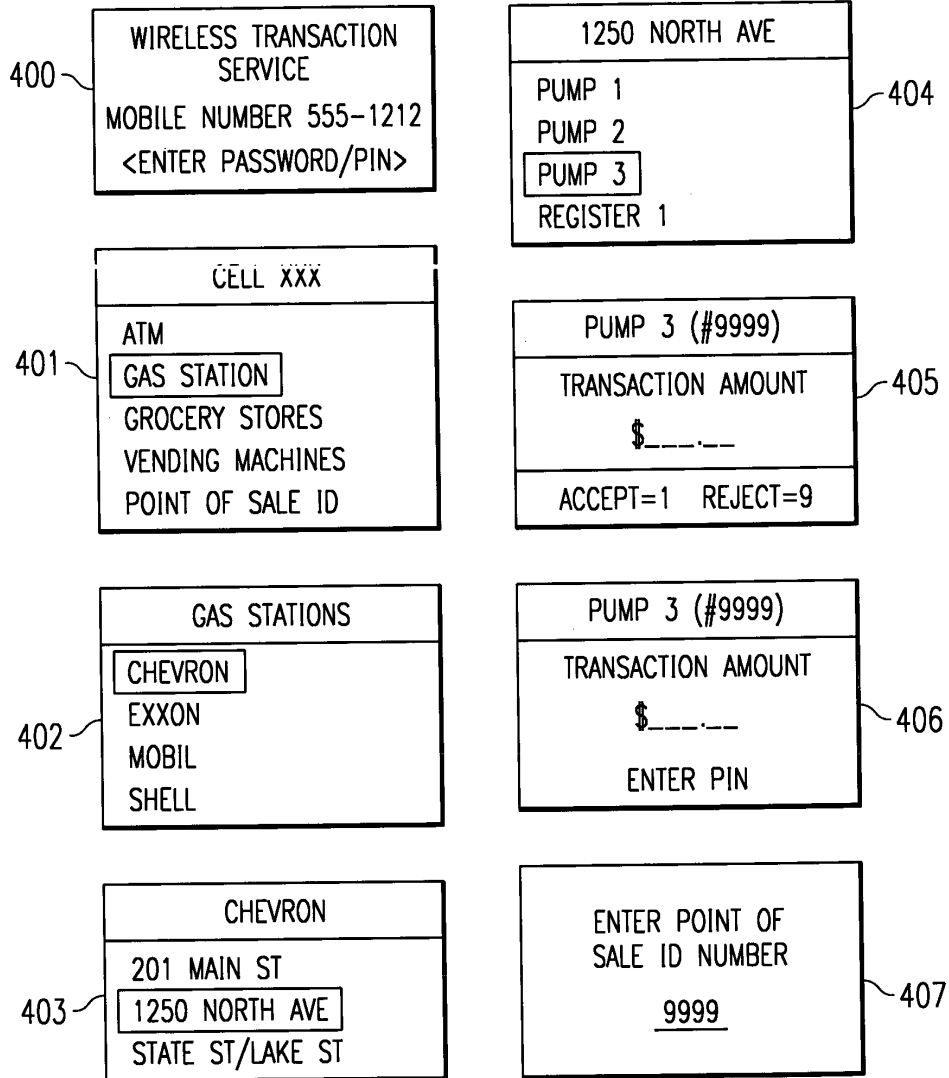 400
WIRELESS TRANSACTION
SERVICE
MOBILE NUMBER 555-1212
<ENTER PASSWORD/PIN>
401
CELL XXX
ATM
GAS STATION
GROCERY STORES
VENDING MACHINES
POINT OF SALE ID
402
GAS STATIONS
CHEVRON
EXXON
MOBIL
SHELL
403
CHEVRON
201 MAIN ST
1250 NORTH AVE
STATE ST/LAKE ST
404
1250 NORTH AVE
PUMP 1
PUMP 2
PUMP 3
REGISTER 1
405
PUMP 3 (#9999)
TRANSACTION AMOUNT
$___.__
ACCEPT=1 REJECT=9
406
PUMP 3 (#9999)
TRANSACTION AMOUNT
$___.__
ENTER PIN
407
ENTER POINT OF
SALE ID NUMBER
9999